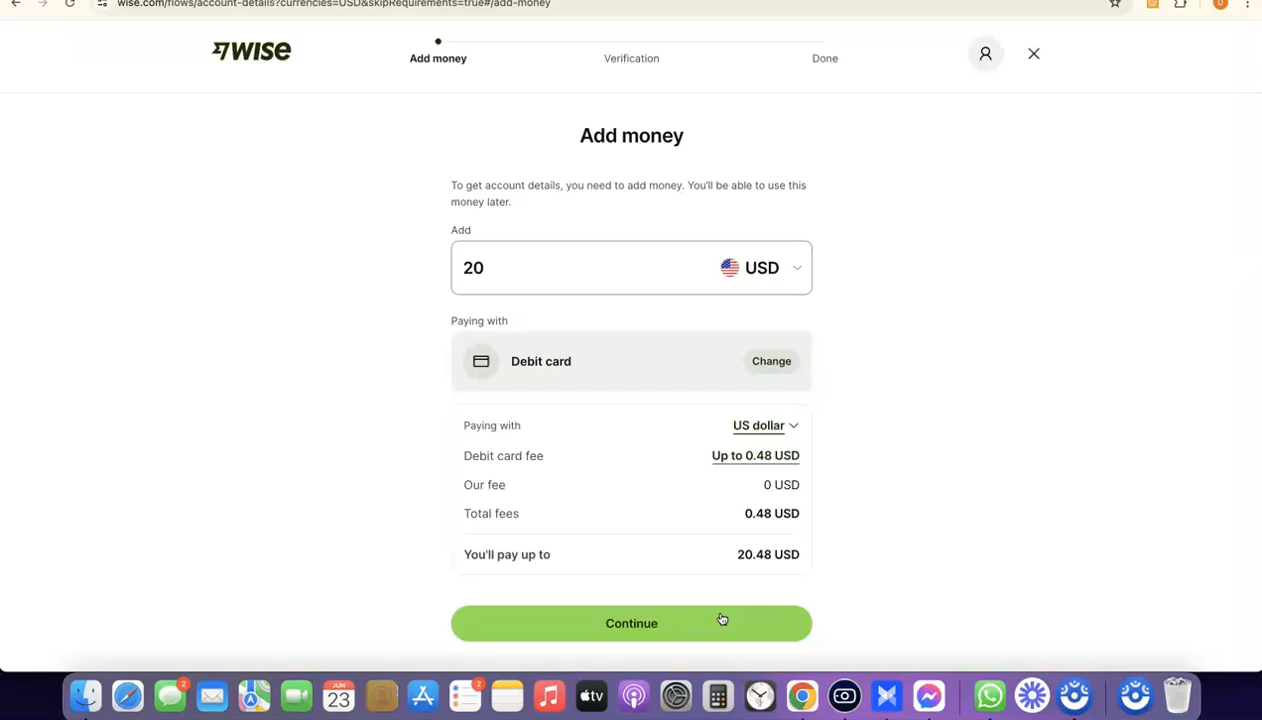 wise.com/flows/account-details?currencies=USD&skipRequirements=true#/add-money
WISE
Add money
Verification
Done
Add money
To get account details, you need to add money. You'll be able to use this
money later.
Add
20
USD
Paying with
Debit card
Change
Paying with
US dollar
Debit card fee
Up to 0.48 USD
Our fee
0 USD
Total fees
0.48 USD
You'll pay up to
20.48 USD
Continue
2
JUN
23
2
tv